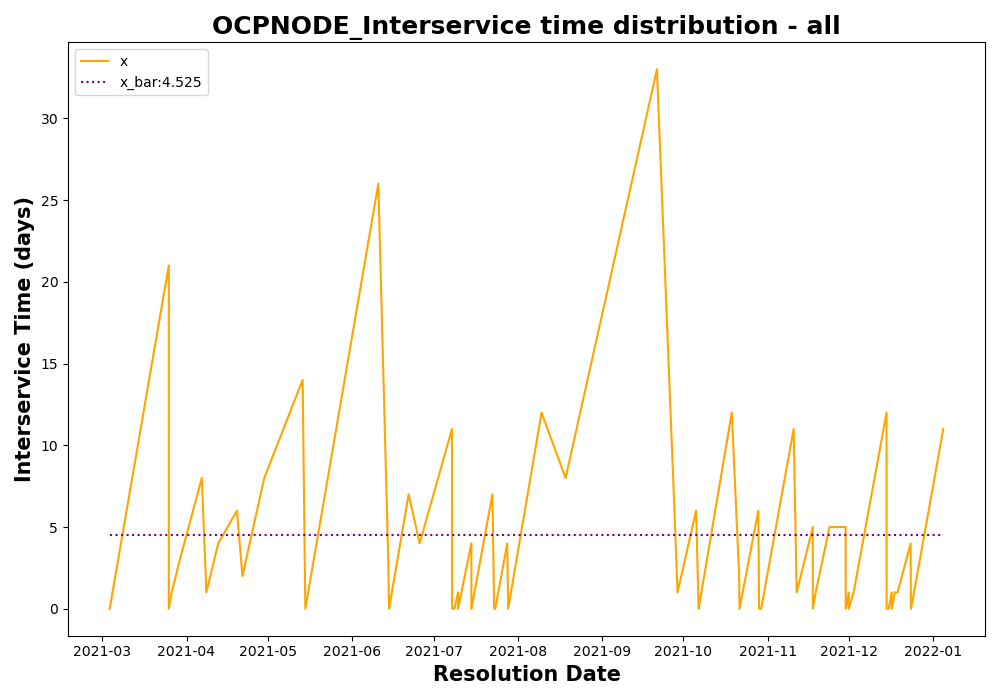 OCPNODE_Interservice time distribution - all
x
x_bar:4.525
Interservice Time (days)
30
25
20
15
10
5
0
2021-03 2021-04 2021-05 2021-06 2021-07 2021-08 2021-09 2021-10 2021-11 2021-12 2022-01
Resolution Date